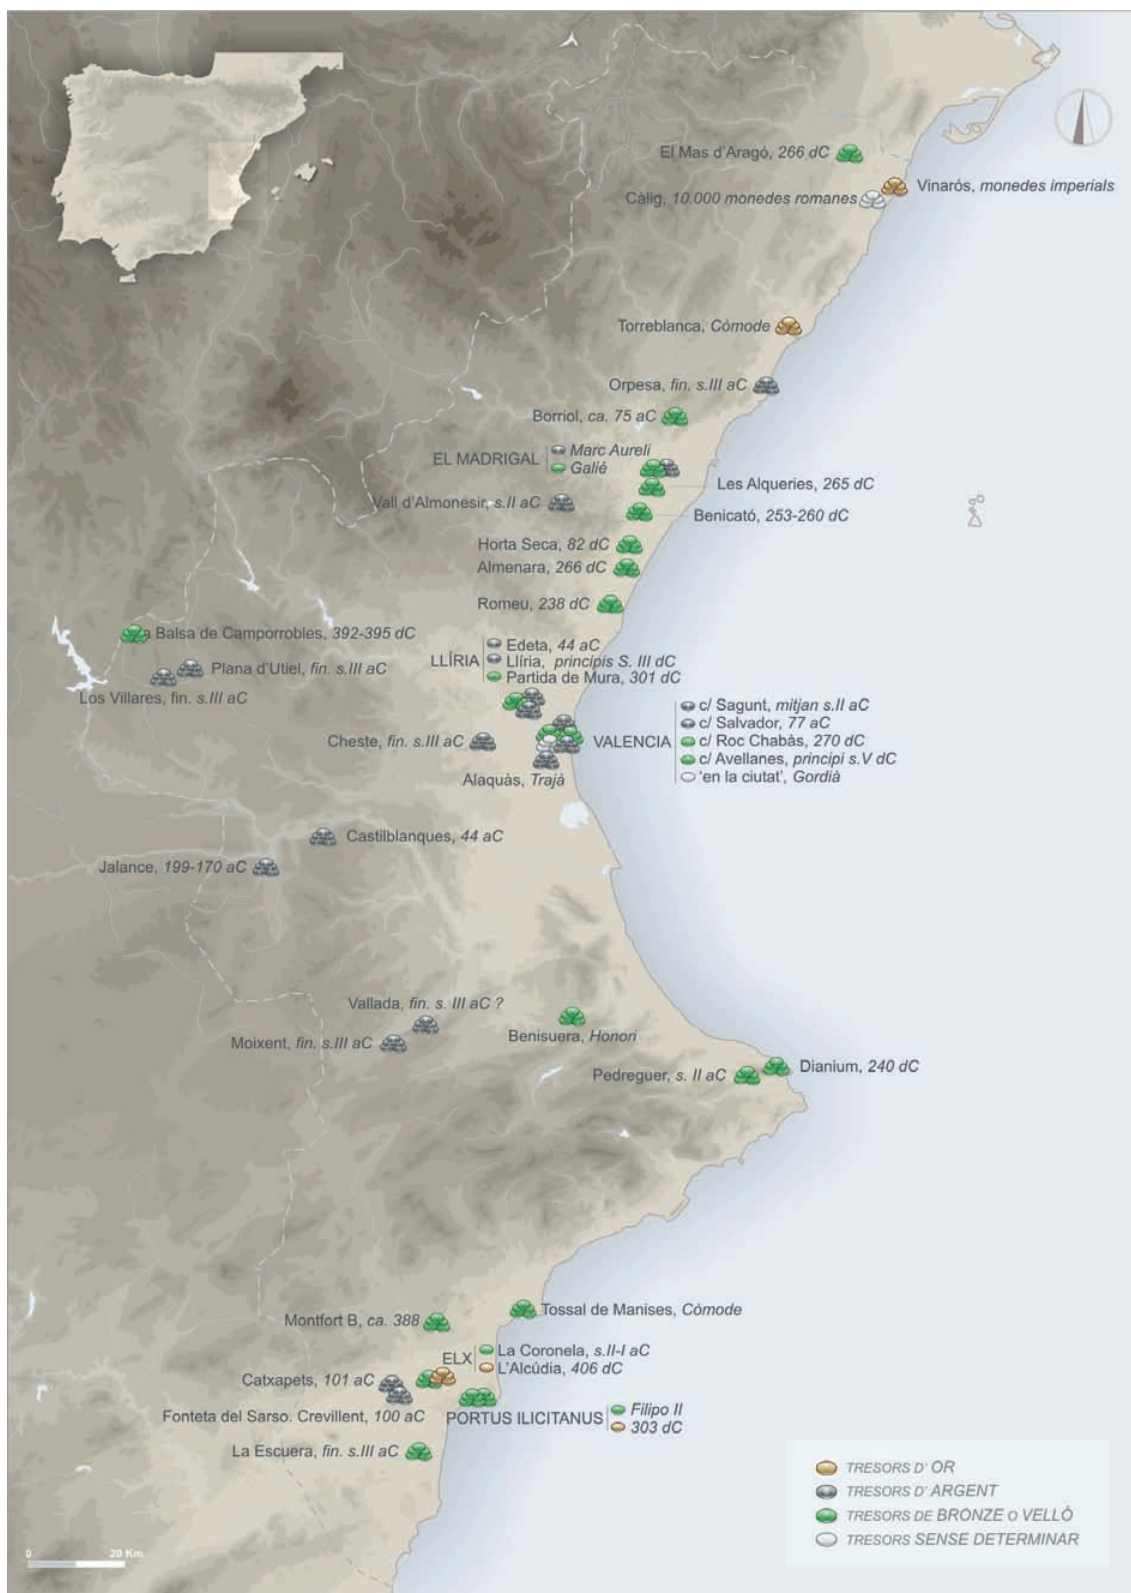 El Mas d'Aragó, 266 dC
Vinarós, monedes imperials
Càlig, 10.000 monedes romanes
Torreblanca, Còmode
Orpesa, fin. s.III aC
Borriol, ca. 75 aC
EL MADRIGAL
Marc Aureli
Galié
Les Alqueries, 265 dC
Vall d'Almonesir, s.II aC
Benicató, 253-260 dC
Horta Seca, 82 dC
Almenara, 266 dC
Romeu, 238 dC
a Balsa de Camporrobles, 392-395 dC
Plana d'Utiel, fin. s.III aC
Los Villares, fin. s.III aC
LLÍRIA
Edeta, 44 aC
Llíria, principis S. III dC
Partida de Mura, 301 dC
VALENCIA
c/ Sagunt, mitjan s.II aC
c/ Salvador, 77 aC
c/ Roc Chabàs, 270 dC
c/ Avellanes, principi s.V dC
'en la ciutat', Gordià
Cheste, fin. s.III aC
Alaquàs, Trajà
Castilblanques, 44 aC
Jalance, 199-170 aC
Vallada, fin. s. III aC ?
Moixent, fin. s.III aC
Benisuera, Honori
Dianium, 240 dC
Pedreguer, s. II aC
Tossal de Manises, Còmode
Montfort B, ca. 388
ELX
La Coronela, s.II-I aC
L'Alcúdia, 406 dC
Catxapets, 101 aC
Fonteta del Sarso. Crevillent, 100 aC
PORTUS ILICITANUS
Filipo II
303 dC
La Escuera, fin. s.III aC
TRESORS D' OR
TRESORS D' ARGENT
TRESORS DE BRONZE O VELLÓ
TRESORS SENSE DETERMINAR
0 20 Km